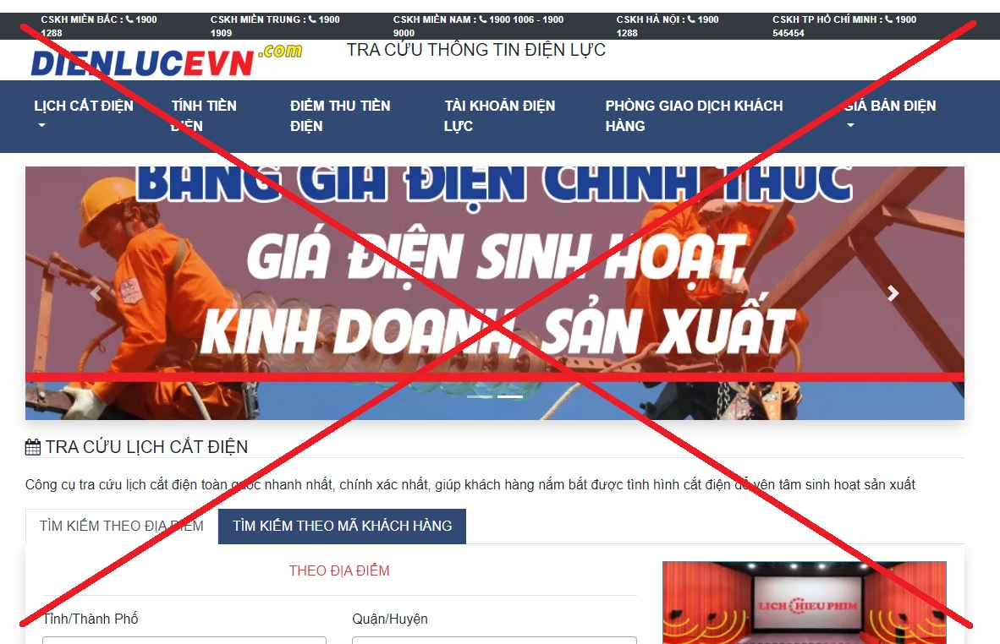 CSKH MIỀN BẮC : 1900 1288
CSKH MIỀN TRUNG : 1900 1909
CSKH MIỀN NAM : 1900 1006 - 1900 9000
CSKH HÀ NỘI : 1900 1288
CSKH TP HỒ CHÍ MINH : 1900 545454
DIENLUCEVN.com
TRA CỨU THÔNG TIN ĐIỆN LỰC
LỊCH CẮT ĐIỆN
TÍNH TIỀN ĐIỆN
ĐIỂM THU TIỀN ĐIỆN
TÀI KHOẢN ĐIỆN LỰC
PHÒNG GIAO DỊCH KHÁCH HÀNG
GIÁ BÁN ĐIỆN
BẢNG GIÁ ĐIỆN CHÍNH THỨC
GIÁ ĐIỆN SINH HOẠT,
KINH DOANH, SẢN XUẤT
TRA CỨU LỊCH CẮT ĐIỆN
Công cụ tra cứu lịch cắt điện toàn quốc nhanh nhất, chính xác nhất, giúp khách hàng nắm bắt được tình hình cắt điện để yên tâm sinh hoạt sản xuất
TÌM KIẾM THEO ĐỊA ĐIỂM
TÌM KIẾM THEO MÃ KHÁCH HÀNG
THEO ĐỊA ĐIỂM
Tỉnh/Thành Phố
Quận/Huyện
LICH CHIEU PHIM